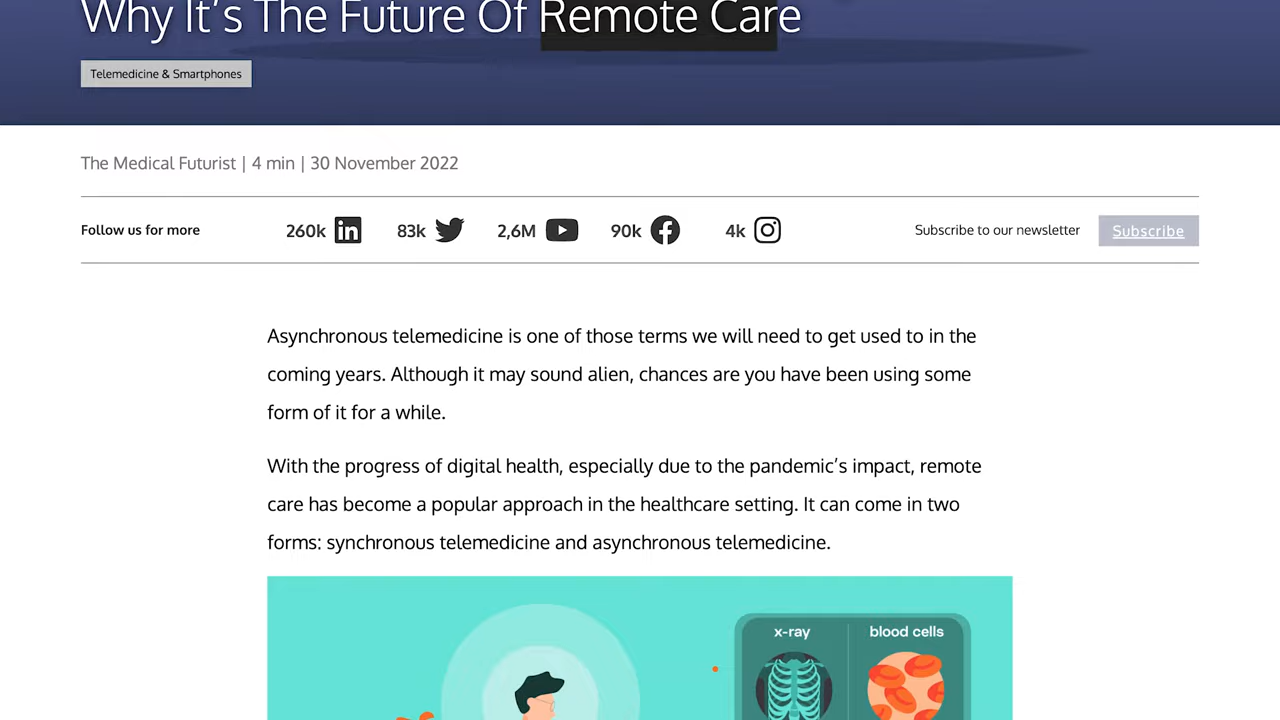 Why It's The Future Of Remote Care
Telemedicine & Smartphones
The Medical Futurist | 4 min | 30 November 2022
Follow us for more 260k 83k 2,6M 90k 4k Subscribe to our newsletter Subscribe
Asynchronous telemedicine is one of those terms we will need to get used to in the
coming years. Although it may sound alien, chances are you have been using some
form of it for a while.
With the progress of digital health, especially due to the pandemic's impact, remote
care has become a popular approach in the healthcare setting. It can come in two
forms: synchronous telemedicine and asynchronous telemedicine.
x-ray blood cells